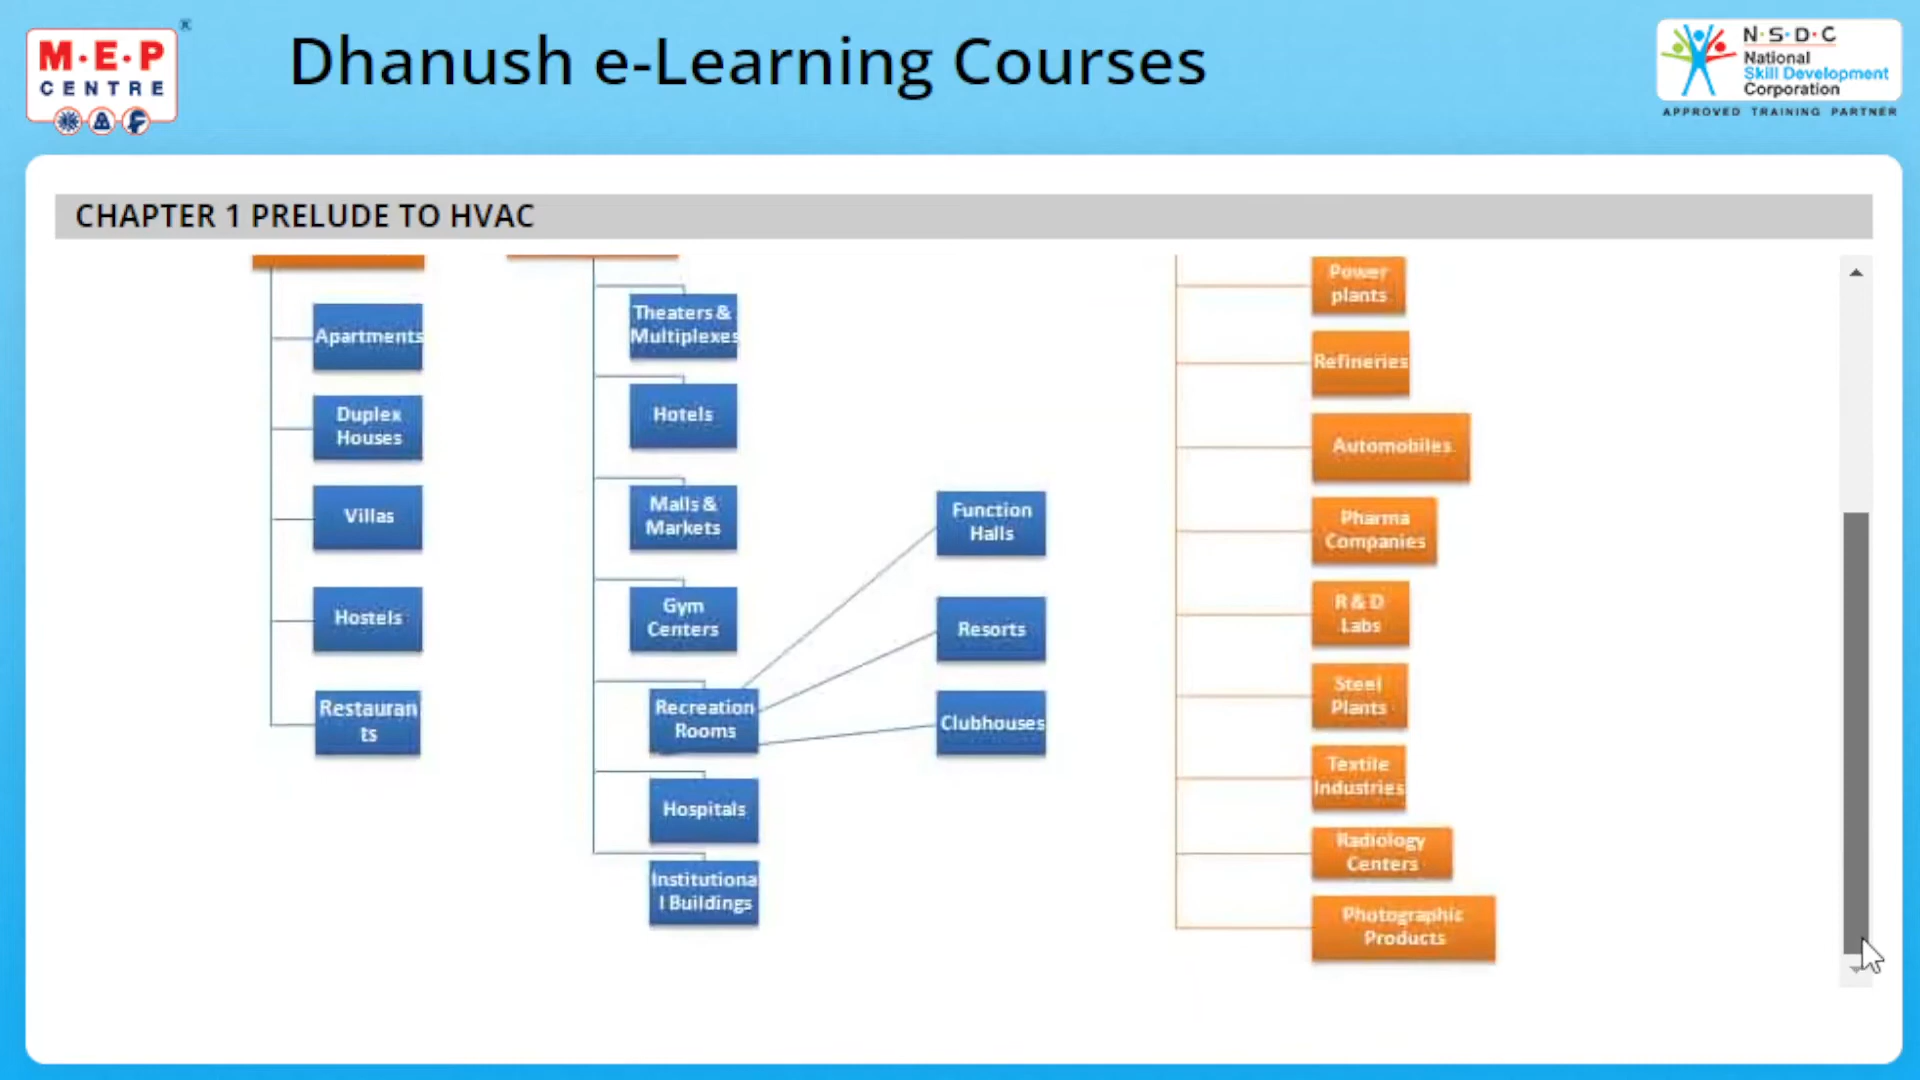 M·E·P
CENTRE
®
Dhanush e-Learning Courses
N·S·D·C
National
Skill Development
Corporation
APPROVED TRAINING PARTNER
CHAPTER 1 PRELUDE TO HVAC
Apartments
Duplex
Houses
Villas
Hostels
Restauran
ts
Theaters &
Multiplexes
Hotels
Malls &
Markets
Gym
Centers
Recreation
Rooms
Hospitals
Institutiona
l Buildings
Function
Halls
Resorts
Clubhouses
Power
plants
Refineries
Automobiles
Pharma
Companies
R & D
Labs
Steel
Plants
Textile
Industries
Radiology
Centers
Photographic
Products